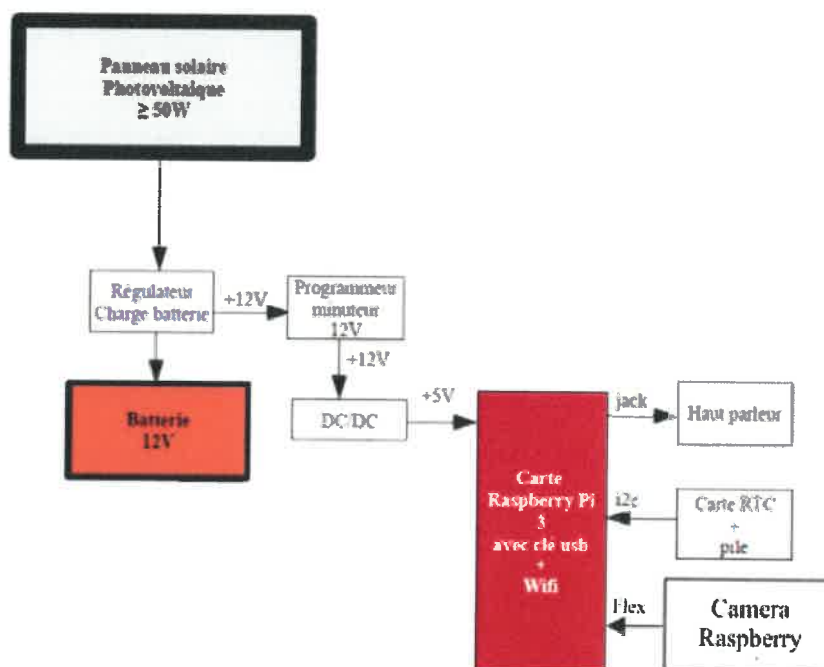 Panneau solaire
Photovoltaique
≥ 50W
Régulateur
Charge batterie
+12V
Programmeur
minuteur
12V
+12V
Batterie
12V
DC/DC
+5V
Carte
Raspberry Pi
3
avec clé usb
+
Wifi
jack
Haut parleur
i2c
Carte RTC
+
pile
Flex
Camera
Raspberry